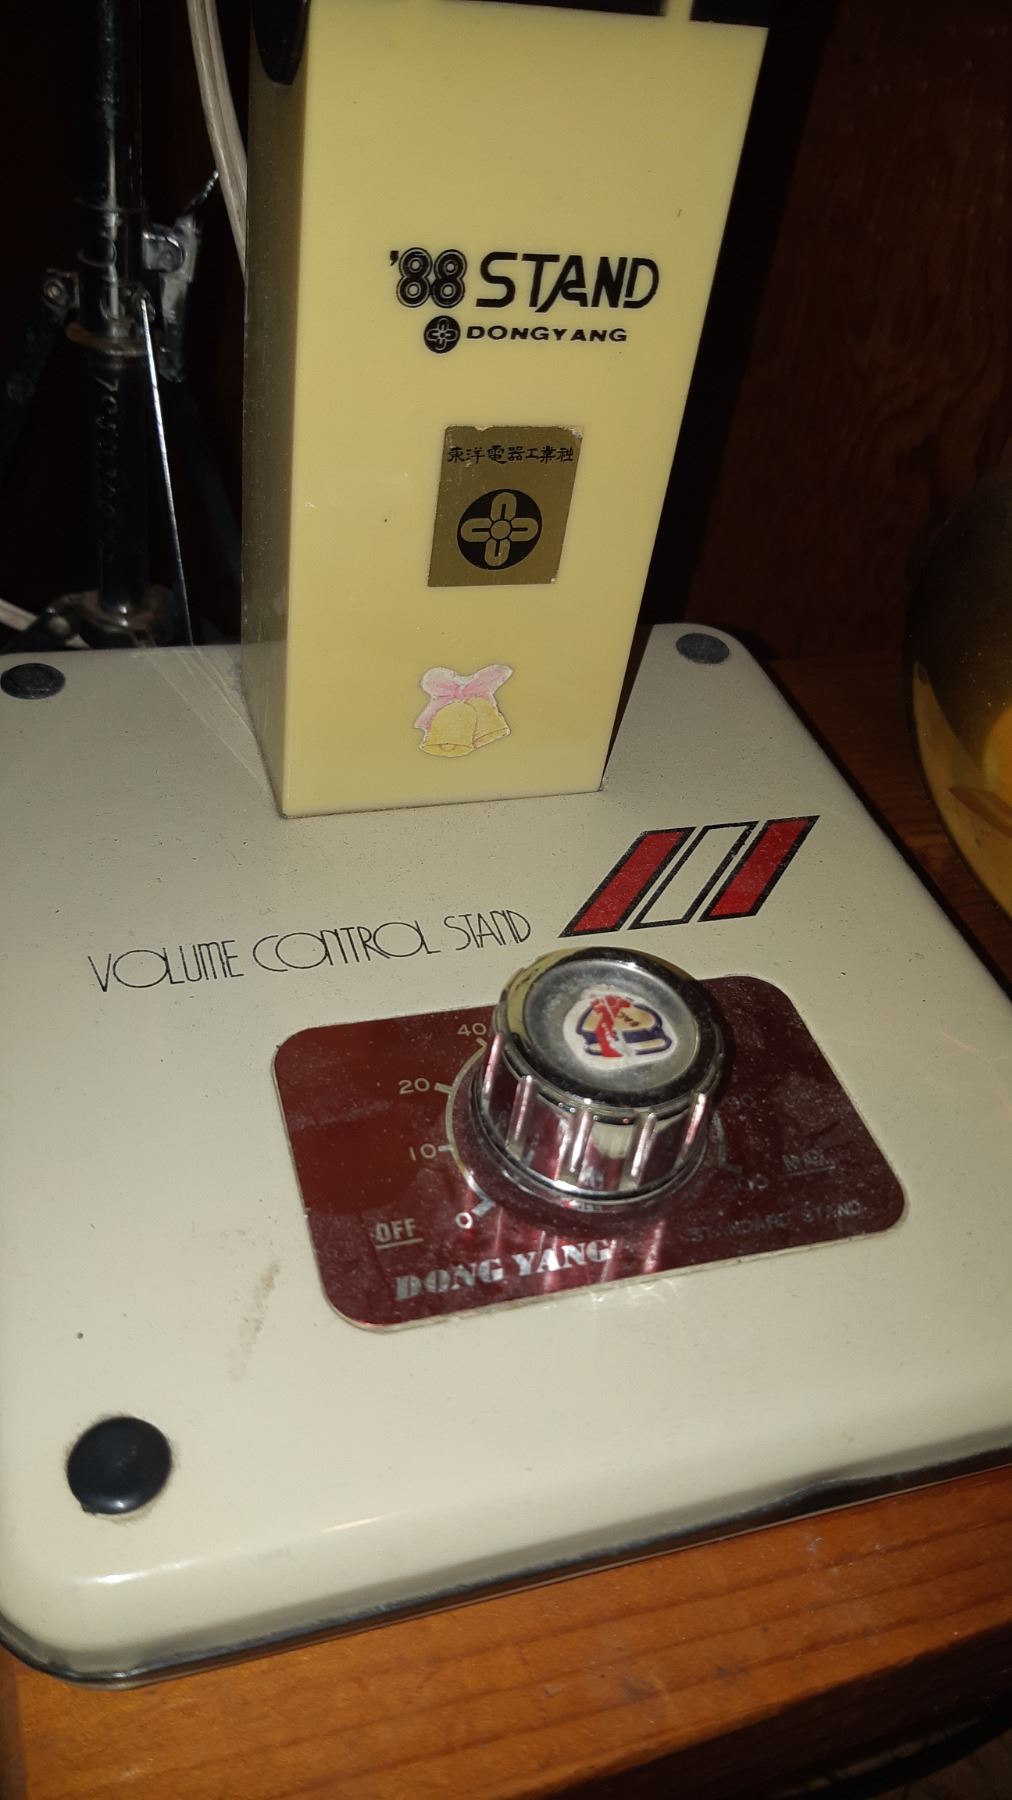 '88 STAND
DONGYANG
東洋電器工業社
VOLUME CONTROL STAND
40
20
10
0
OFF
90
100
MAX
STANDARD STAND
DONG YANG